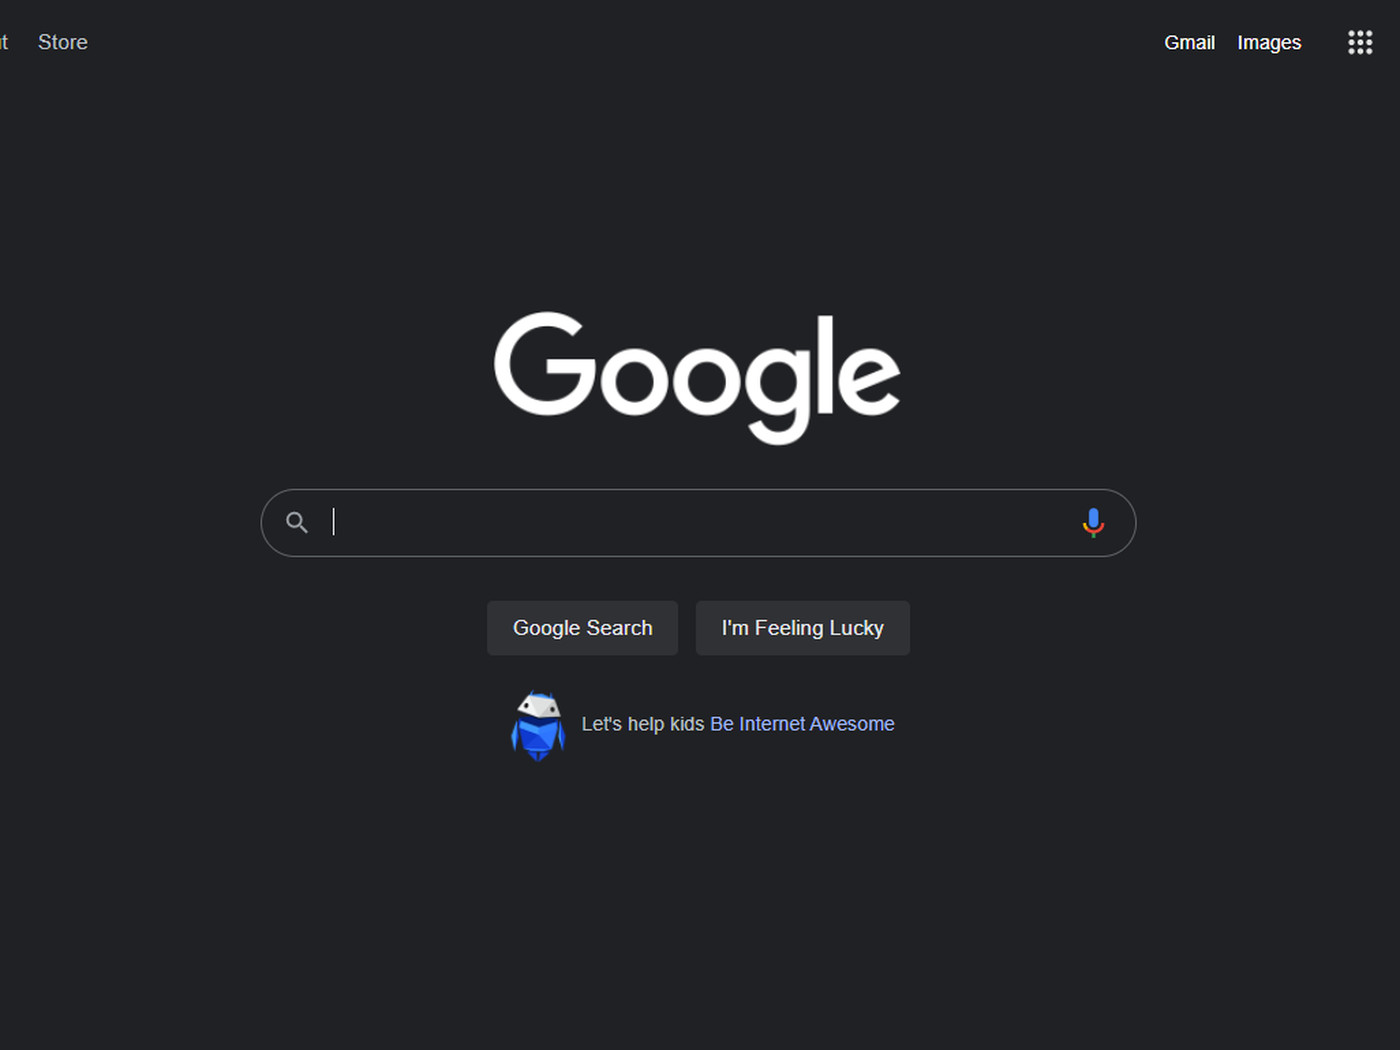 Store
Gmail
Images
Google
Google Search
I'm Feeling Lucky
Let's help kids Be Internet Awesome